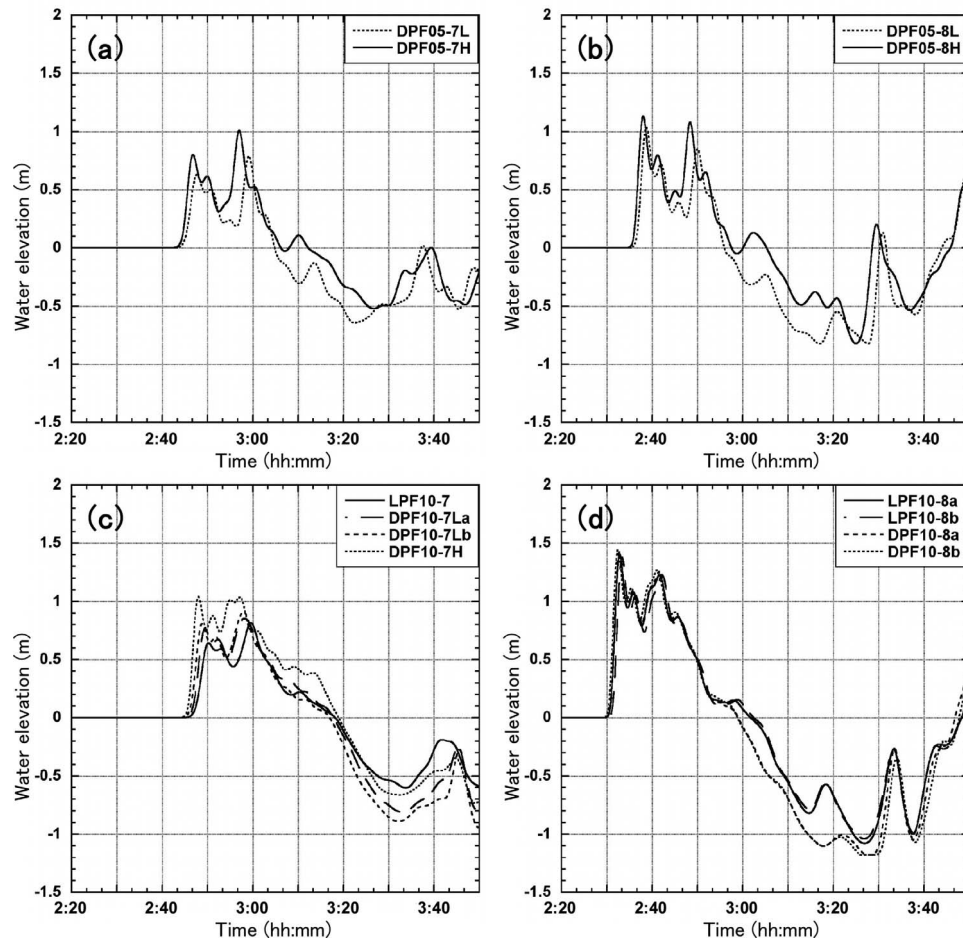 (a)
DPF05-7L
DPF05-7H
Water elevation (m)
2
1.5
1
0.5
0
-0.5
-1
-1.5
2:20 2:40 3:00 3:20 3:40
Time (hh:mm)
(b)
DPF05-8L
DPF05-8H
Water elevation (m)
2
1.5
1
0.5
0
-0.5
-1
-1.5
2:20 2:40 3:00 3:20 3:40
Time (hh:mm)
(c)
LPF10-7
DPF10-7La
DPF10-7Lb
DPF10-7H
Water elevation (m)
2
1.5
1
0.5
0
-0.5
-1
-1.5
2:20 2:40 3:00 3:20 3:40
Time (hh:mm)
(d)
LPF10-8a
LPF10-8b
DPF10-8a
DPF10-8b
Water elevation (m)
2
1.5
1
0.5
0
-0.5
-1
-1.5
2:20 2:40 3:00 3:20 3:40
Time (hh:mm)